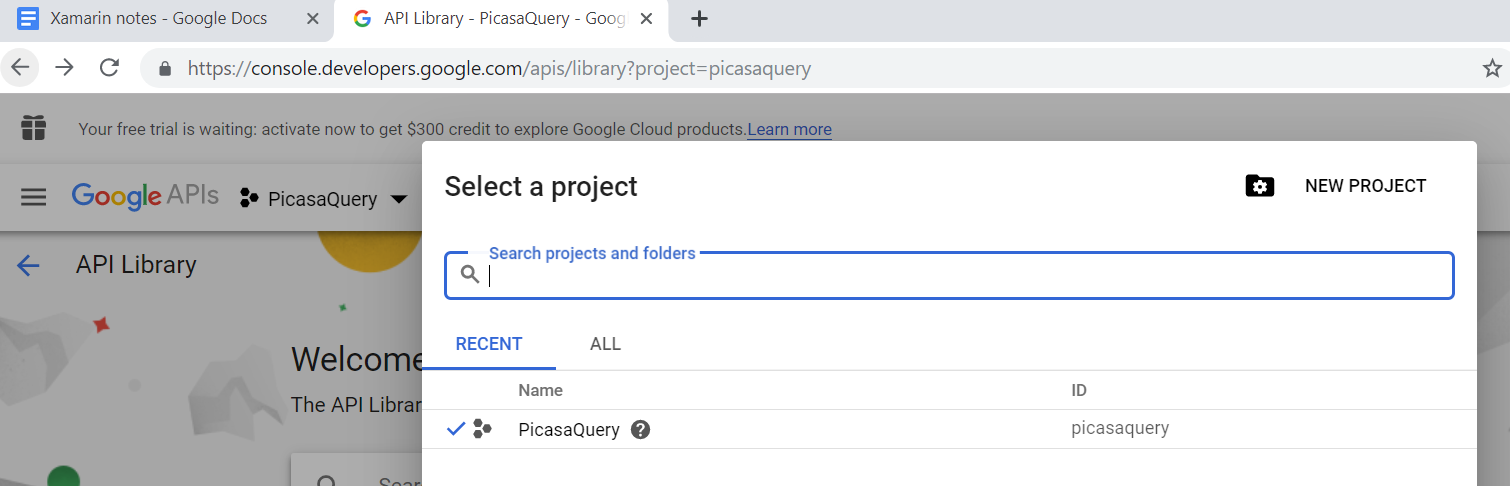 Xamarin notes - Google Docs
API Library - PicasaQuery - Goog
https://console.developers.google.com/apis/library?project=picasaquery
Your free trial is waiting: activate now to get $300 credit to explore Google Cloud products.Learn more
Google APIs
PicasaQuery
Select a project
NEW PROJECT
API Library
Search projects and folders
RECENT
ALL
Welcome
The API Librar
Name
ID
PicasaQuery
picasaquery
Sear